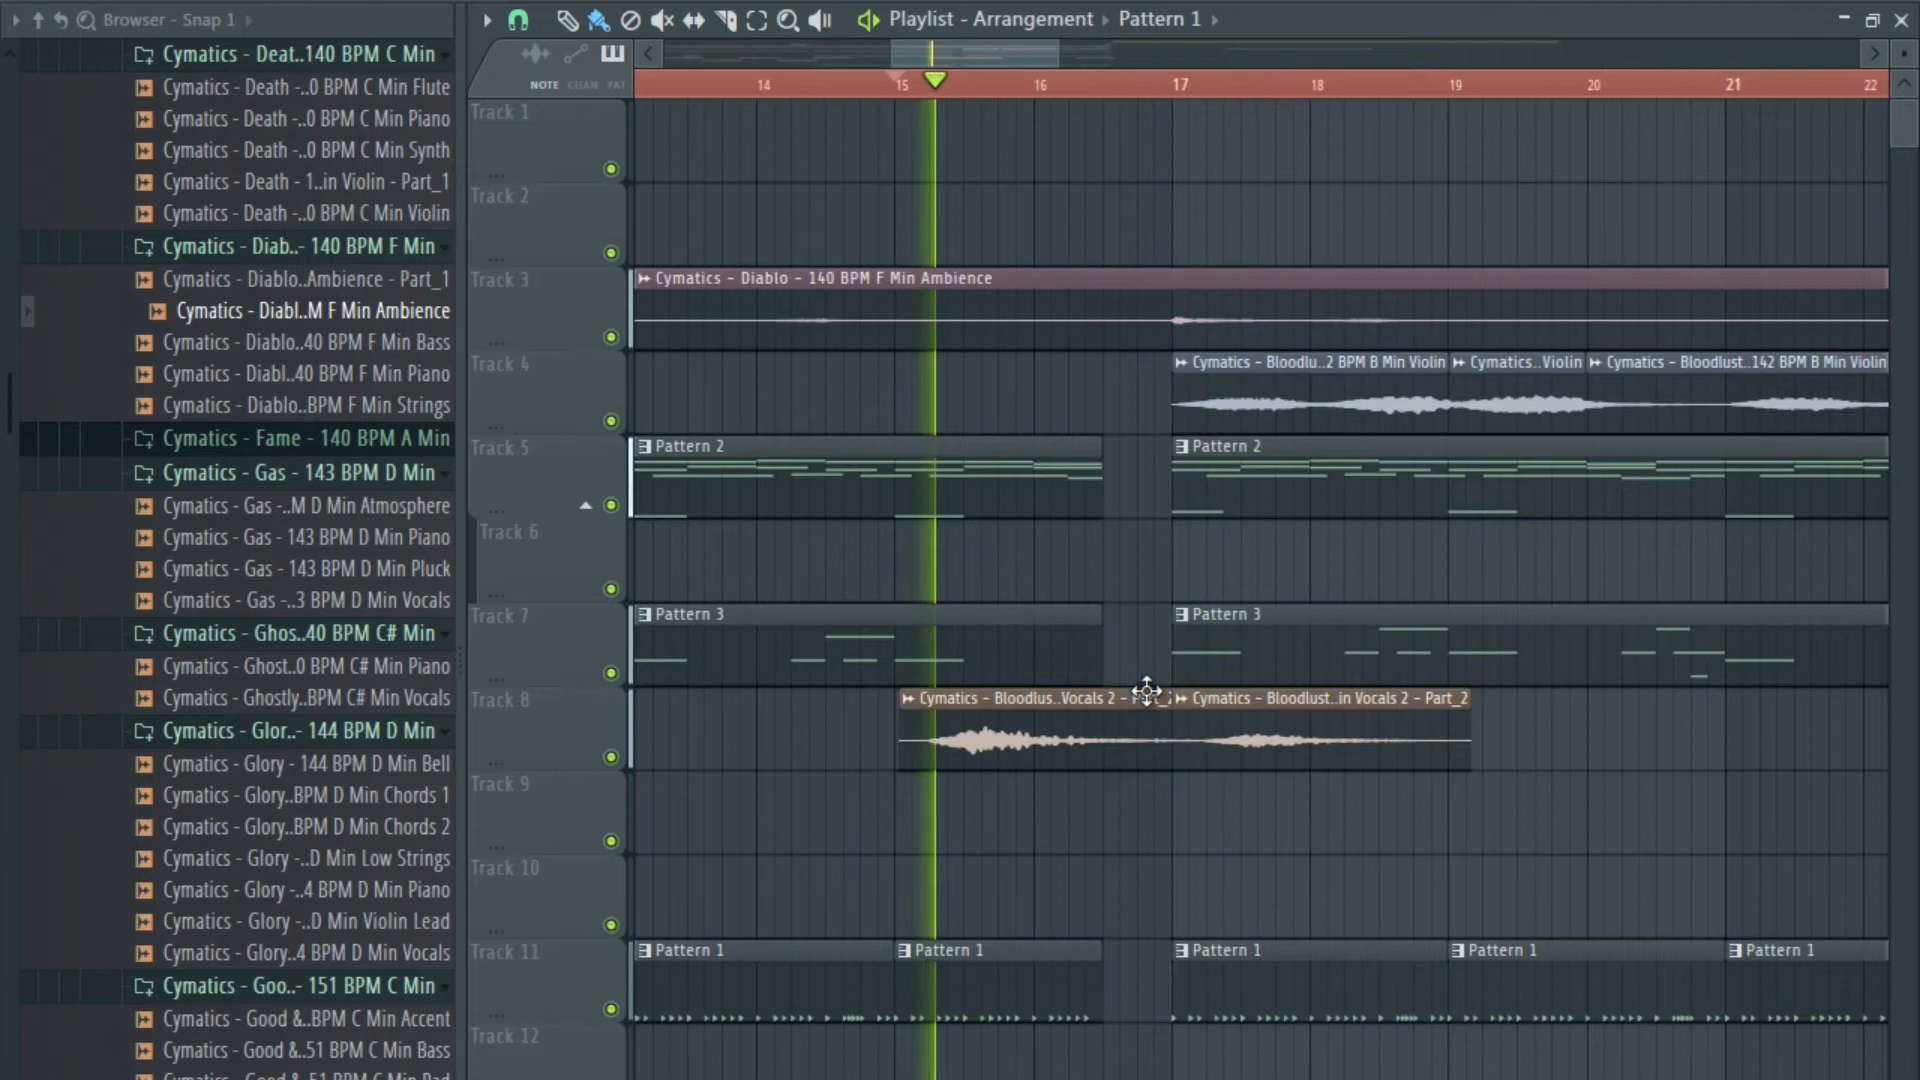 Browser - Snap 1
Playlist - Arrangement › Pattern 1 ›
Cymatics - Deat..140 BPM C Min
Cymatics - Death -..0 BPM C Min Flute
Cymatics - Death -..0 BPM C Min Piano
Cymatics - Death -..0 BPM C Min Synth
Cymatics - Death - 1..in Violin - Part_1
Cymatics - Death -..0 BPM C Min Violin
Cymatics - Diab..- 140 BPM F Min
Cymatics - Diablo..Ambience - Part_1
Cymatics - Diabl..M F Min Ambience
Cymatics - Diablo..40 BPM F Min Bass
Cymatics - Diabl..40 BPM F Min Piano
Cymatics - Diablo..BPM F Min Strings
Cymatics - Fame - 140 BPM A Min
Cymatics - Gas - 143 BPM D Min
Cymatics - Gas -..M D Min Atmosphere
Cymatics - Gas - 143 BPM D Min Piano
Cymatics - Gas - 143 BPM D Min Pluck
Cymatics - Gas -..3 BPM D Min Vocals
Cymatics - Ghos..40 BPM C# Min
Cymatics - Ghost..0 BPM C# Min Piano
Cymatics - Ghostly..BPM C# Min Vocals
Cymatics - Glor..- 144 BPM D Min
Cymatics - Glory - 144 BPM D Min Bell
Cymatics - Glory..BPM D Min Chords 1
Cymatics - Glory..BPM D Min Chords 2
Cymatics - Glory -..D Min Low Strings
Cymatics - Glory -..4 BPM D Min Piano
Cymatics - Glory -..D Min Violin Lead
Cymatics - Glory..4 BPM D Min Vocals
Cymatics - Goo..- 151 BPM C Min
Cymatics - Good &..BPM C Min Accent
Cymatics - Good &..51 BPM C Min Bass
NOTE CHAN PAT
14 15 16 17 18 19 20 21 22
Track 1
Track 2
Track 3
Cymatics - Diablo - 140 BPM F Min Ambience
Track 4
Cymatics - Bloodlu..2 BPM B Min Violin
Cymatics..Violin
Cymatics - Bloodlust..142 BPM B Min Violin
Track 5
Pattern 2
Pattern 2
Track 6
Track 7
Pattern 3
Pattern 3
Track 8
Cymatics - Bloodlus..Vocals 2 -
Cymatics - Bloodlust..in Vocals 2 - Part_2
Track 9
Track 10
Track 11
Pattern 1
Pattern 1
Pattern 1
Pattern 1
Pattern 1
Track 12